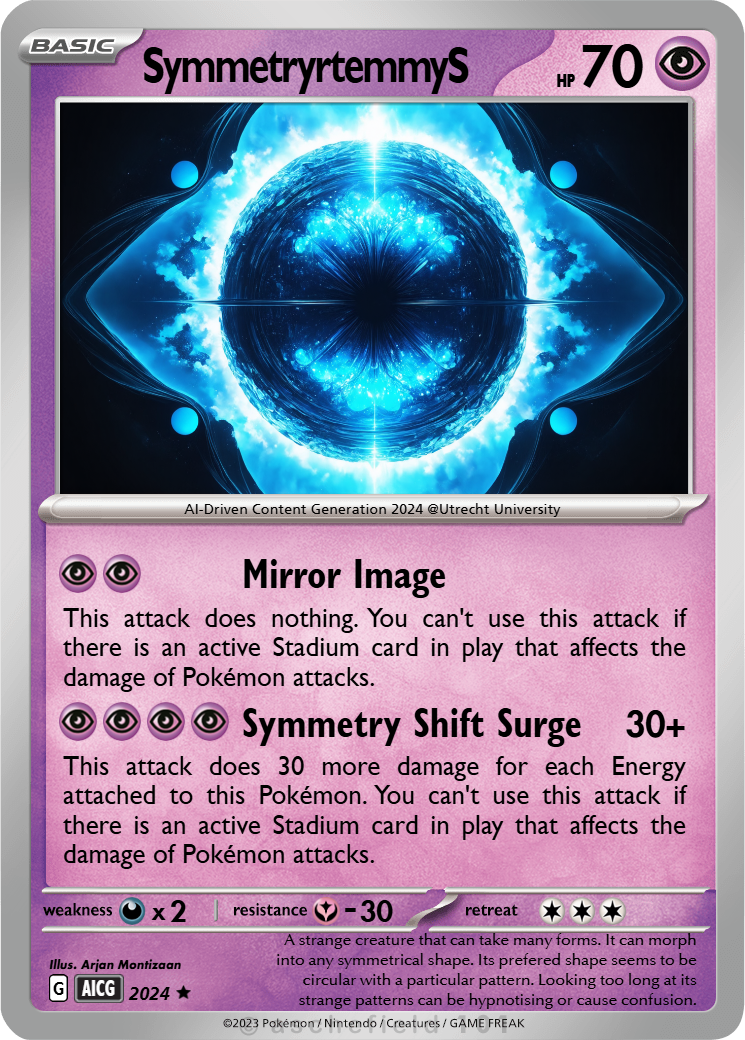 BASIC SymmetryrtemmyS HP 70
AI-Driven Content Generation 2024 @Utrecht University
Mirror Image
This attack does nothing. You can't use this attack if
there is an active Stadium card in play that affects the
damage of Pokémon attacks.
Symmetry Shift Surge 30+
This attack does 30 more damage for each Energy
attached to this Pokémon. You can't use this attack if
there is an active Stadium card in play that affects the
damage of Pokémon attacks.
weakness x 2 resistance -30 retreat
A strange creature that can take many forms. It can morph
into any symmetrical shape. Its prefered shape seems to be
circular with a particular pattern. Looking too long at its
strange patterns can be hypnotising or cause confusion.
Illus. Arjan Montizaan
G AICG 2024 ★
©2023 Pokémon / Nintendo / Creatures / GAME FREAK